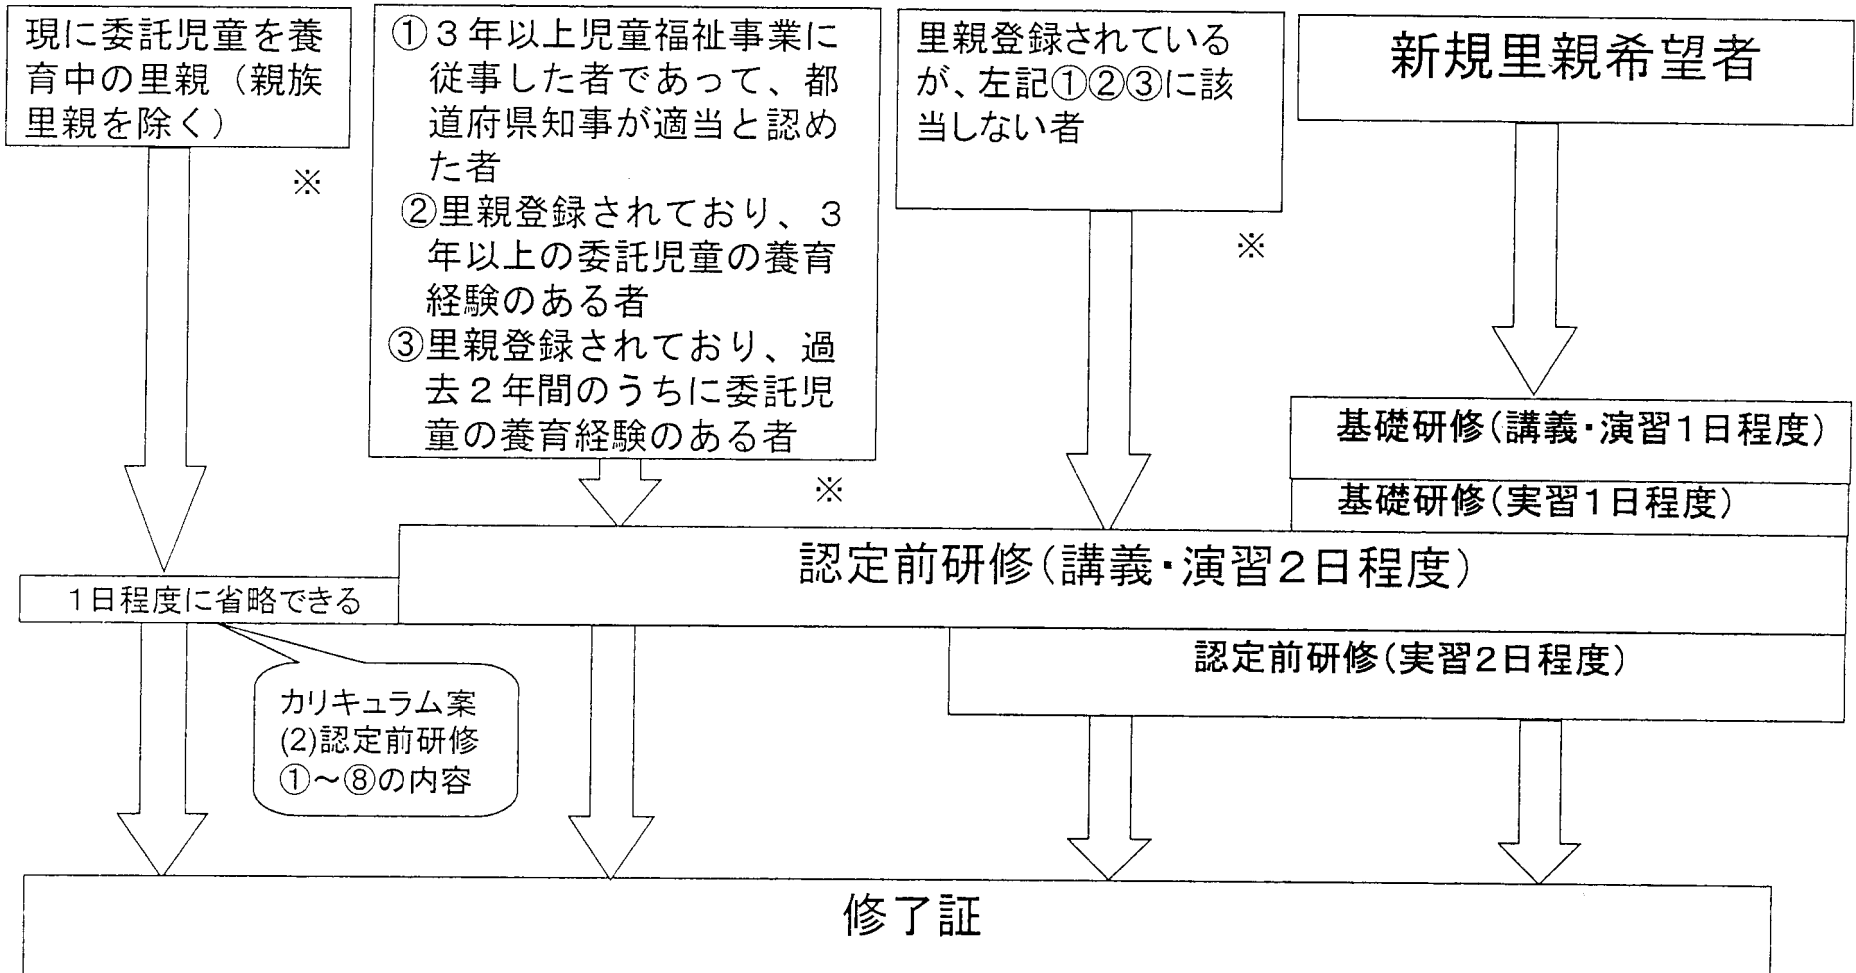 現に委託児童を養
育中の里親（親族
里親を除く）
※
①３年以上児童福祉事業に
従事した者であって、都
道府県知事が適当と認め
た者
②里親登録されており、３
年以上の委託児童の養育
経験のある者
③里親登録されており、過
去２年間のうちに委託児
童の養育経験のある者
※
里親登録されている
が、左記①②③に該
当しない者
※
新規里親希望者
基礎研修(講義・演習１日程度)
基礎研修(実習１日程度)
認定前研修(講義・演習２日程度)
１日程度に省略できる
認定前研修(実習２日程度)
カリキュラム案
(2)認定前研修
①～⑧の内容
修了証